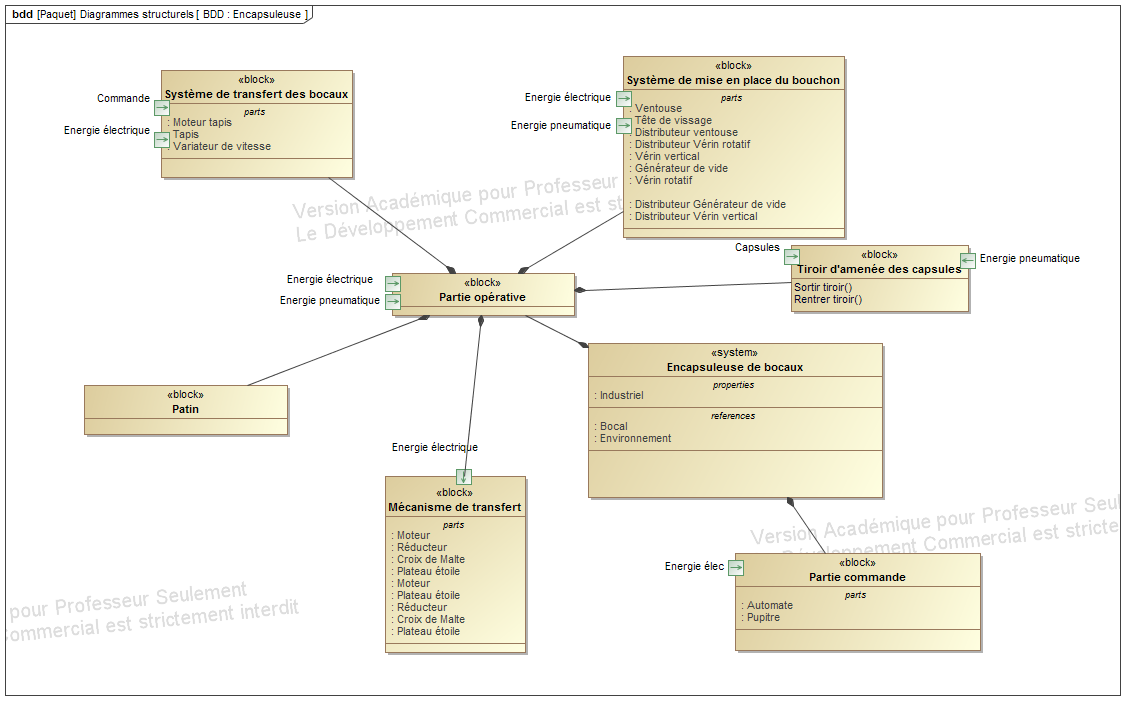 bdd [Paquet] Diagrammes structurels [ BDD : Encapsuleuse ]
«block»
Système de transfert des bocaux
parts
: Moteur tapis
: Tapis
: Variateur de vitesse
Commande
Energie électrique
«block»
Système de mise en place du bouchon
parts
: Ventouse
: Tête de vissage
: Distributeur ventouse
: Distributeur Vérin rotatif
: Vérin vertical
: Générateur de vide
: Vérin rotatif
: Distributeur Générateur de vide
: Distributeur Vérin vertical
Energie électrique
Energie pneumatique
Version Académique pour Professeur
Le Développement Commercial est st
Capsules
«block»
Tiroir d'amenée des capsules
Sortir tiroir()
Rentrer tiroir()
Energie pneumatique
Energie électrique
Energie pneumatique
«block»
Partie opérative
«system»
Encapsuleuse de bocaux
properties
: Industriel
references
: Bocal
: Environnement
«block»
Patin
Energie électrique
«block»
Mécanisme de transfert
parts
: Moteur
: Réducteur
: Croix de Malte
: Plateau étoile
: Moteur
: Plateau étoile
: Réducteur
: Croix de Malte
: Plateau étoile
Version Académique pour Professeur Seul
Développement Commercial est stricte
Energie élec
«block»
Partie commande
parts
: Automate
: Pupitre
pour Professeur Seulement
Commercial est strictement interdit